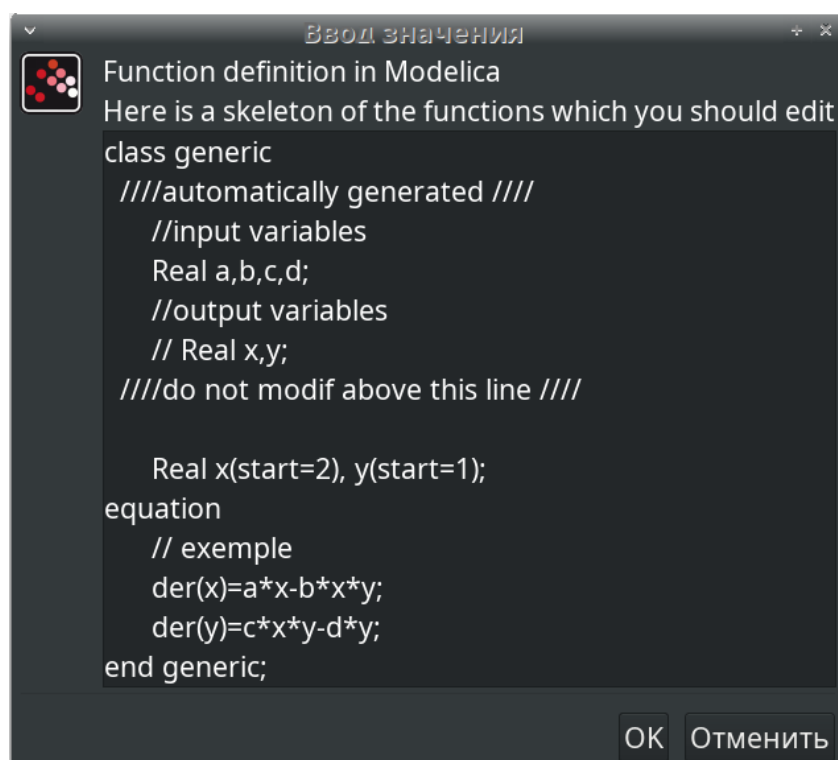 Ввод значения
Function definition in Modelica
Here is a skeleton of the functions which you should edit
class generic
////automatically generated ////
//input variables
Real a,b,c,d;
//output variables
// Real x,y;
////do not modif above this line ////
Real x(start=2), y(start=1);
equation
// exemple
der(x)=a*x-b*x*y;
der(y)=c*x*y-d*y;
end generic;
OK Отменить